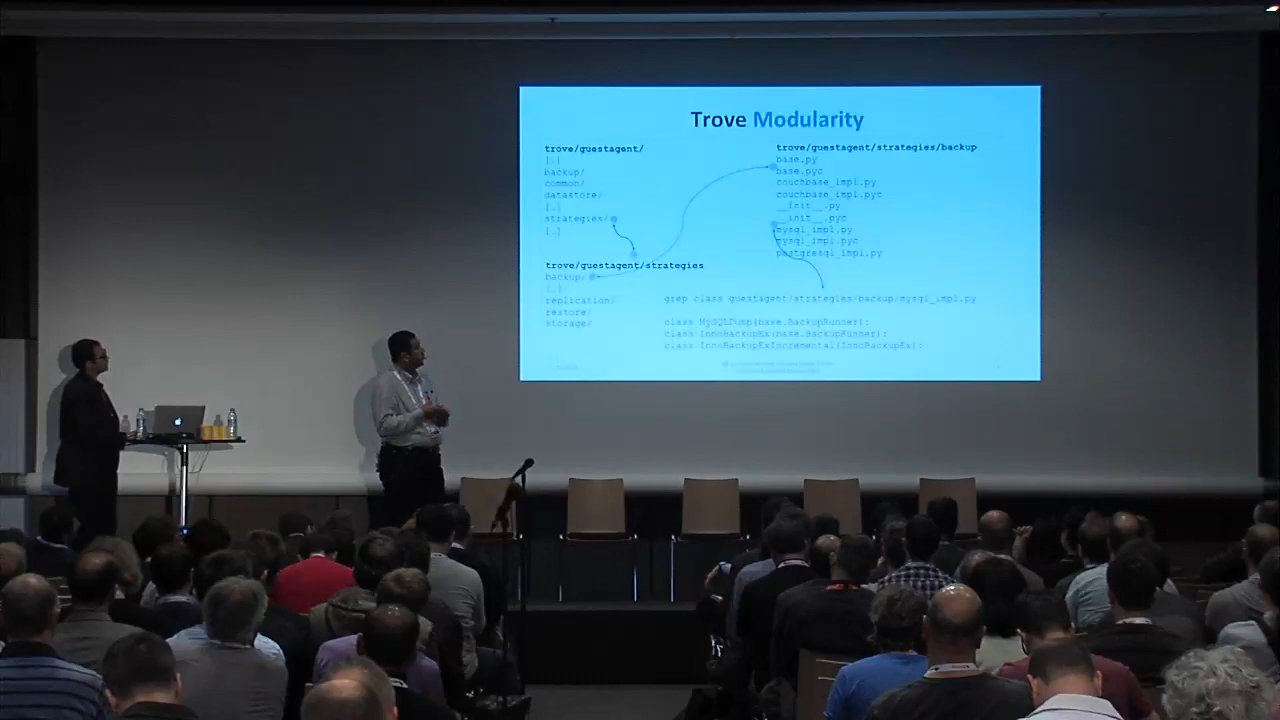 Trove Modularity
trove/guestagent/
[…]
backup/
common/
datastore/
[…]
strategies/
[…]
trove/guestagent/strategies
backup/
[…]
replication/
restore/
storage/
trove/guestagent/strategies/backup
base.py
base.pyc
couchbase_impl.py
couchbase_impl.pyc
__init__.py
__init__.pyc
mysql_impl.py
mysql_impl.pyc
postgresql_impl.py
grep class guestagent/strategies/backup/mysql_impl.py
class MySQLDump(base.BackupRunner):
class InnoBackupEx(base.BackupRunner):
class InnoBackupExIncremental(InnoBackupEx):